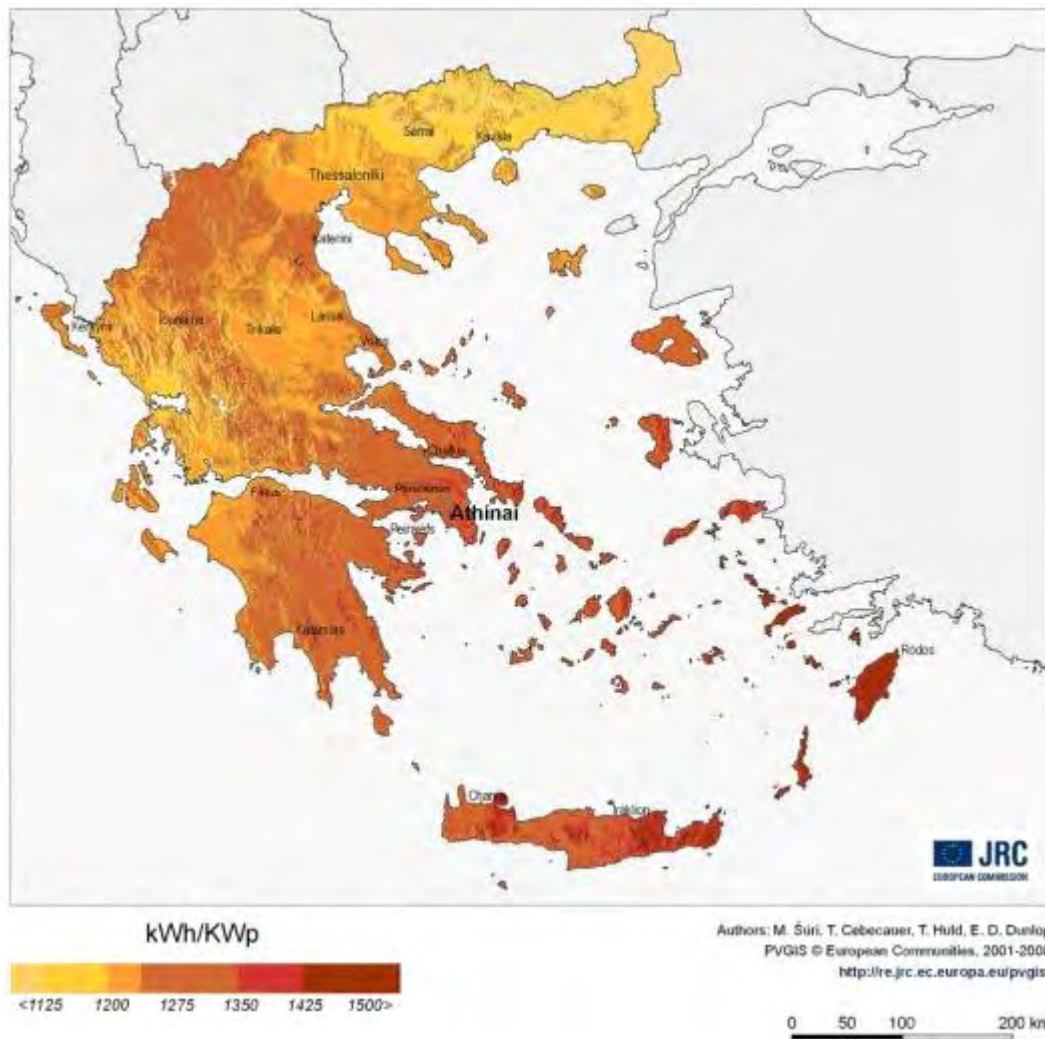 Serrai
Kavala
Thessaloniki
Katerini
Kerkyra
Ioannina
Trikala
Larisa
Volos
Chalkis
Patras
Athinai
Peiraieds
Kalamata
Rodos
Chania
Iraklion
JRC
EUROPEAN COMMISSION
kWh/KWp
<1125 1200 1275 1350 1425 1500>
Authors: M. Šúri, T. Cebecauer, T. Huld, E. D. Dunlop
PVGIS © European Communities, 2001-200
http://re.jrc.ec.europa.eu/pvgis
0 50 100 200 km